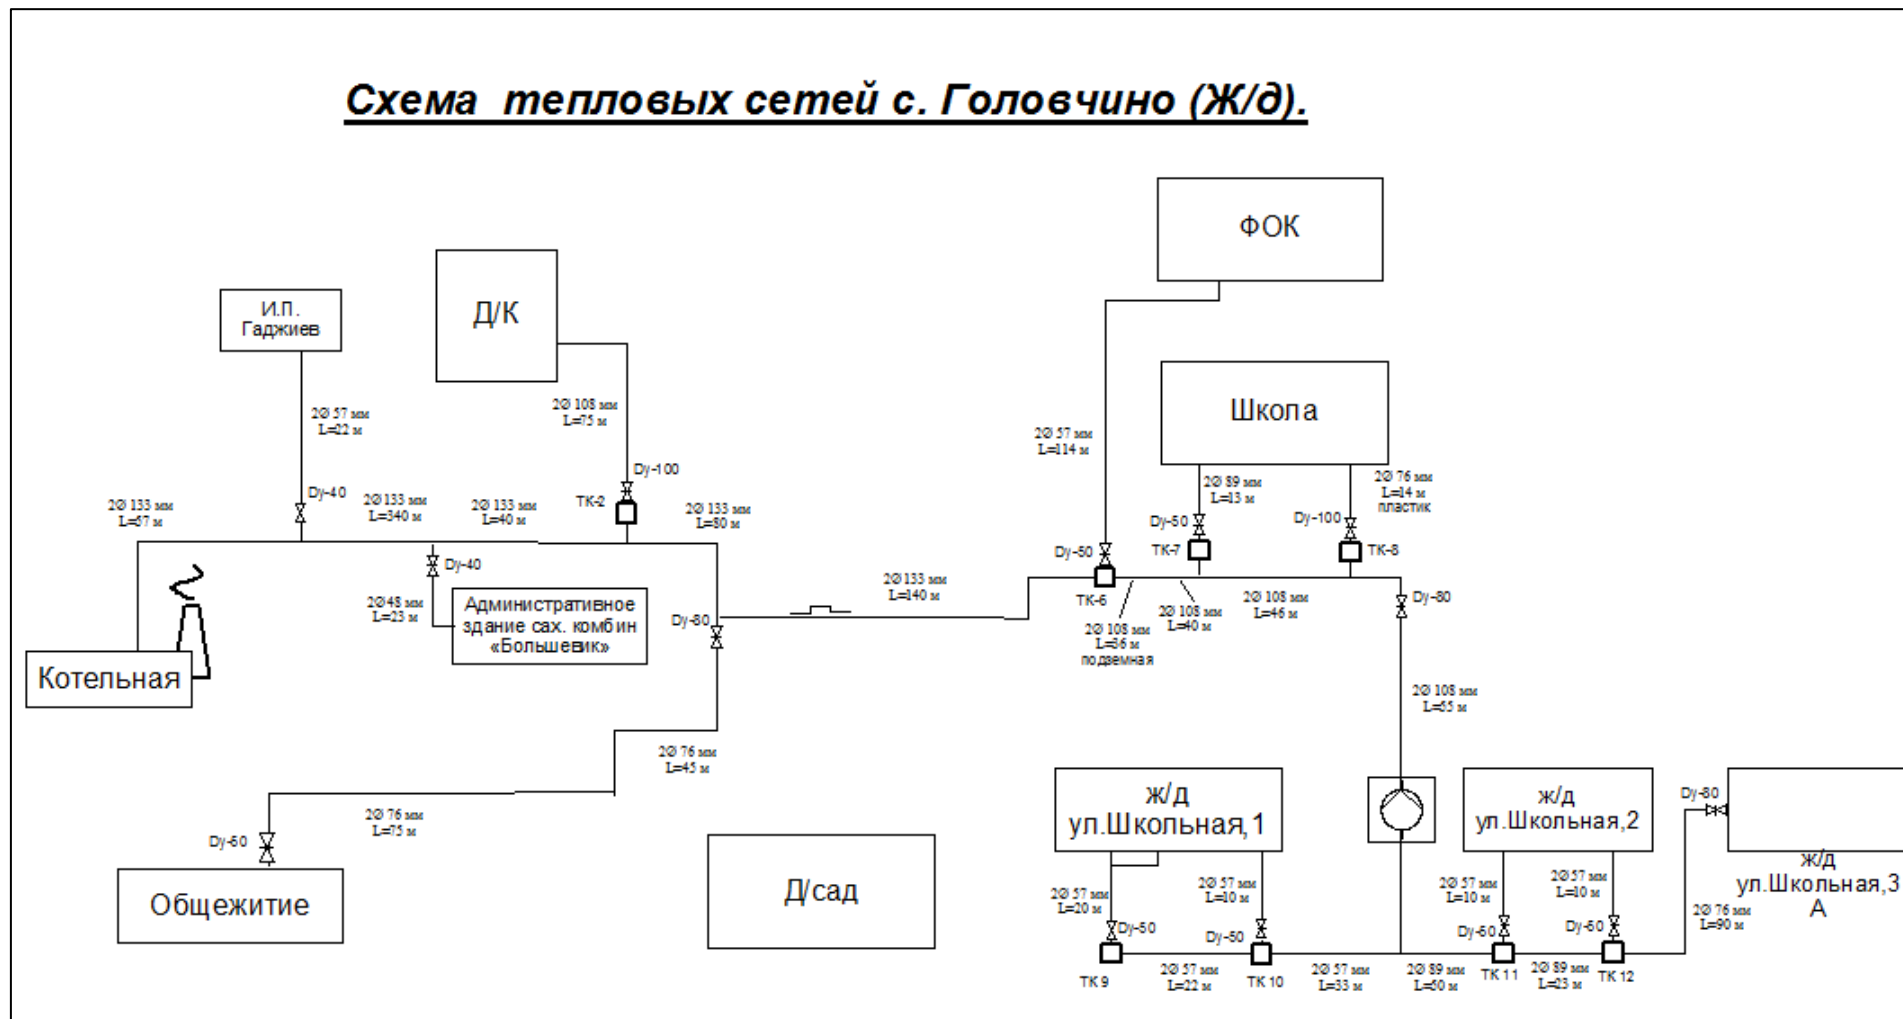 Схема тепловых сетей с. Головчино (Ж/д).
ФОК
И.П.
Гаджиев
Д/К
2Ø 57 мм
L=22 м
2Ø 108 мм
L=75 м
Школа
2Ø 57 мм
L=114 м
2Ø 89 мм
L=13 м
2Ø 76 мм
L=14 м
пластик
Dy-100
Dy-40
2Ø 133 мм
L=67 м
2Ø 133 мм
L=340 м
2Ø 133 мм
L=40 м
ТК-2
2Ø 133 мм
L=80 м
Dy-50
Dy-50
ТК-7
Dy-100
ТК-8
Dy-40
2Ø 48 мм
L=23 м
Административное
здание сах. комбин
«Большевик»
Dy-80
2Ø 133 мм
L=140 м
ТК-6
2Ø 108 мм
L=36 м
подземная
2Ø 108 мм
L=40 м
2Ø 108 мм
L=46 м
Dy-80
Котельная
2Ø 108 мм
L=55 м
2Ø 76 мм
L=45 м
2Ø 76 мм
L=75 м
Dy-50
Общежитие
Д/сад
ж/д
ул.Школьная,1
ж/д
ул.Школьная,2
Dy-80
ж/д
ул.Школьная,3
А
2Ø 57 мм
L=20 м
2Ø 57 мм
L=10 м
2Ø 57 мм
L=10 м
2Ø 57 мм
L=10 м
2Ø 76 мм
L=90 м
Dy-50
Dy-50
Dy-50
Dy-50
ТК 9
2Ø 57 мм
L=22 м
ТК 10
2Ø 57 мм
L=33 м
2Ø 89 мм
L=50 м
ТК 11
2Ø 89 мм
L=23 м
ТК 12